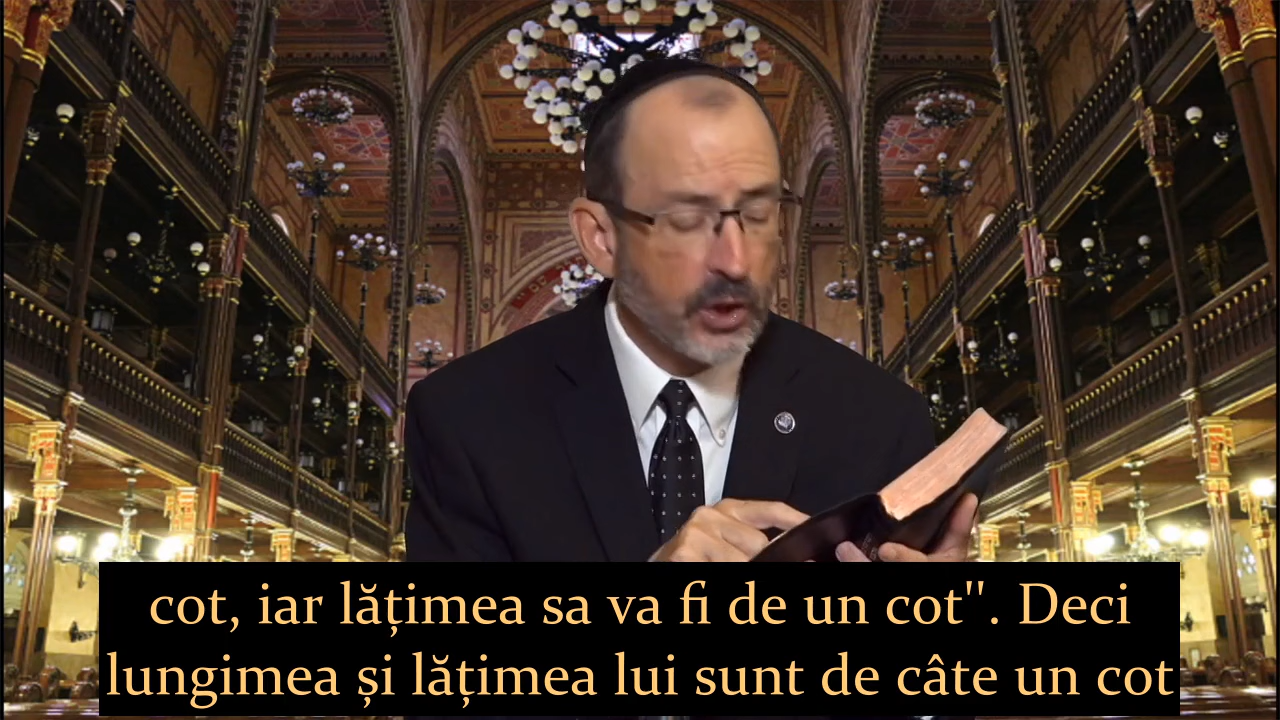 cot, iar lățimea sa va fi de un cot". Deci
lungimea și lățimea lui sunt de câte un cot